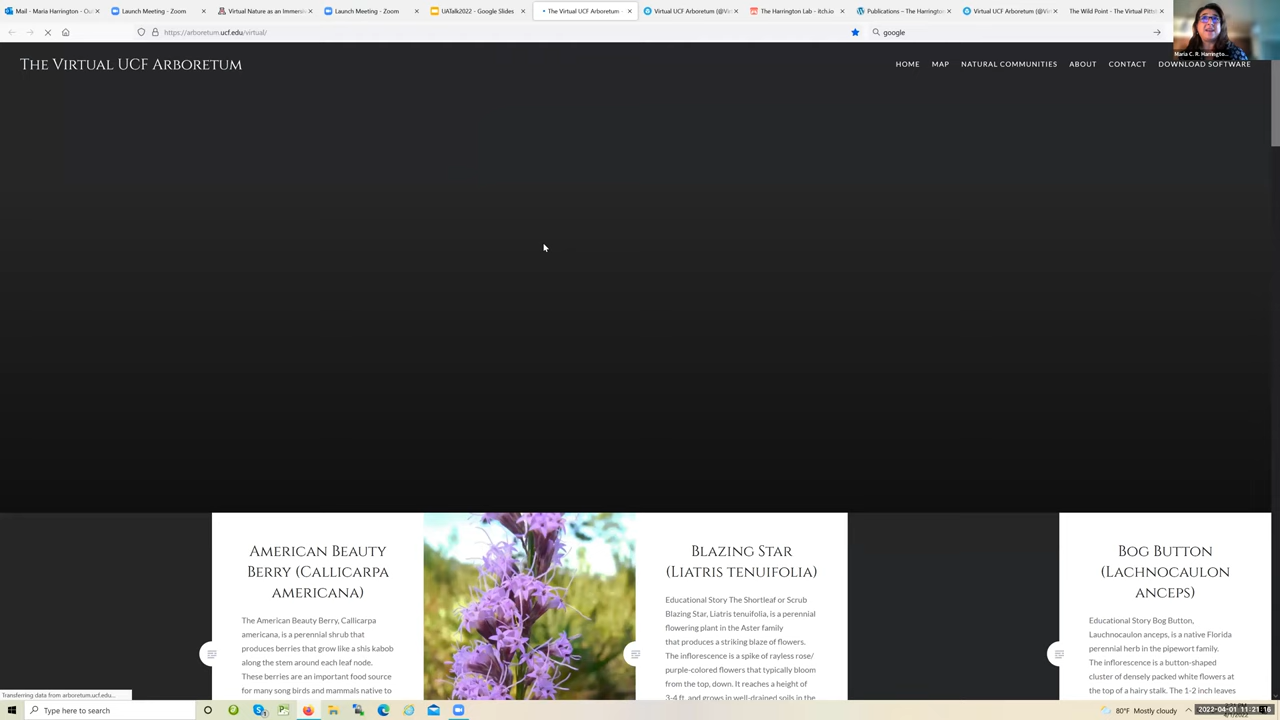 Mail - Maria Harrington - Ou
Launch Meeting - Zoom
Virtual Nature as an Immersi
Launch Meeting - Zoom
UATalk2022 - Google Slides
The Virtual UCF Arboretum
Virtual UCF Arboretum (@Vi
The Harrington Lab - itch.io
Publications – The Harringto
Virtual UCF Arboretum (@Vi
The Wild Point - The Virtual Pitts
https://arboretum.ucf.edu/virtual/
google
Maria C. R. Harringto...
The Virtual UCF Arboretum
HOME MAP NATURAL COMMUNITIES ABOUT CONTACT DOWNLOAD SOFTWARE
American Beauty
Berry (Callicarpa
americana)
The American Beauty Berry, Callicarpa
americana, is a perennial shrub that
produces berries that grow like a shis kabob
along the stem around each leaf node.
These berries are an important food source
for many song birds and mammals native to
Blazing Star
(Liatris tenuifolia)
Educational Story The Shortleaf or Scrub
Blazing Star, Liatris tenuifolia, is a perennial
flowering plant in the Aster family
that produces a striking blaze of flowers.
The inflorescence is a spike of rayless rose/
purple-colored flowers that typically bloom
from the top, down. It reaches a height of
3-4 ft. and grows in well-drained soils in the
Bog Button
(Lachnocaulon
anceps)
Educational Story Bog Button,
Lauchnocaulon anceps, is a native Florida
perennial herb in the pipewort family.
The inflorescence is a button-shaped
cluster of densely packed white flowers at
the top of a hairy stalk. The 1-2 inch leaves
Transferring data from arboretum.ucf.edu...
Type here to search
80°F Mostly cloudy
2022-04-01 11:21:16